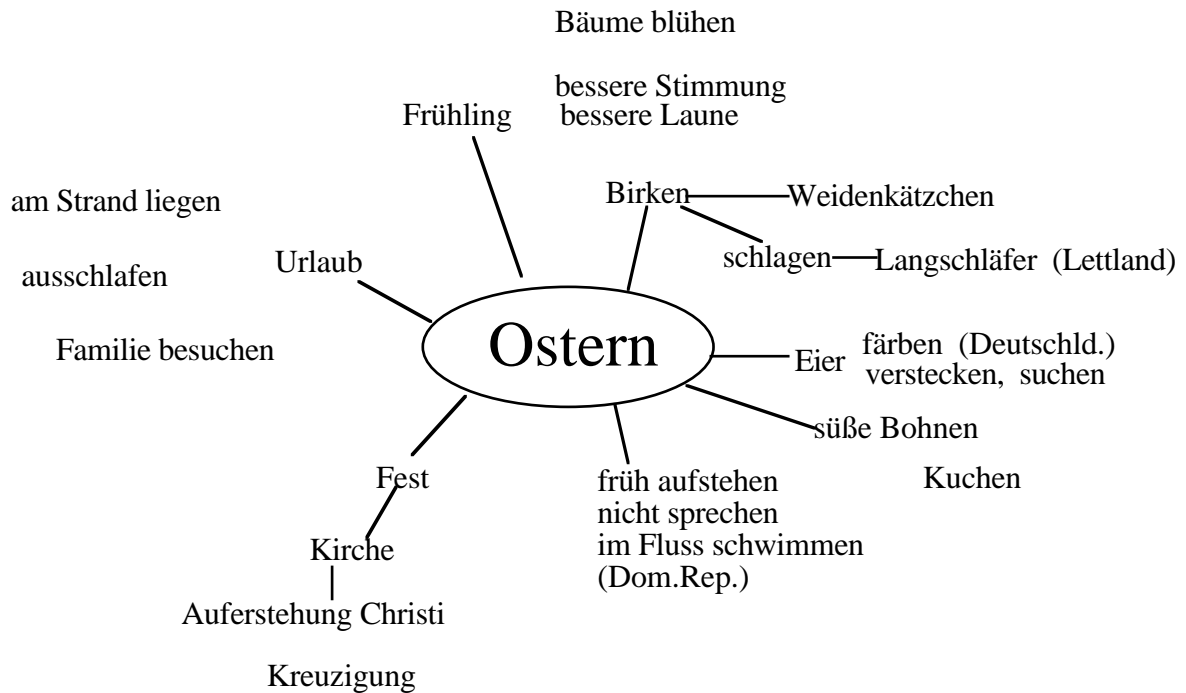 Bäume blühen
bessere Stimmung
bessere Laune
Frühling
Birken
Weidenkätzchen
am Strand liegen
schlagen
Langschläfer (Lettland)
Urlaub
ausschlafen
Ostern
Familie besuchen
Eier
färben (Deutschld.)
verstecken, suchen
süße Bohnen
Kuchen
Fest
früh aufstehen
nicht sprechen
im Fluss schwimmen
(Dom.Rep.)
Kirche
Auferstehung Christi
Kreuzigung